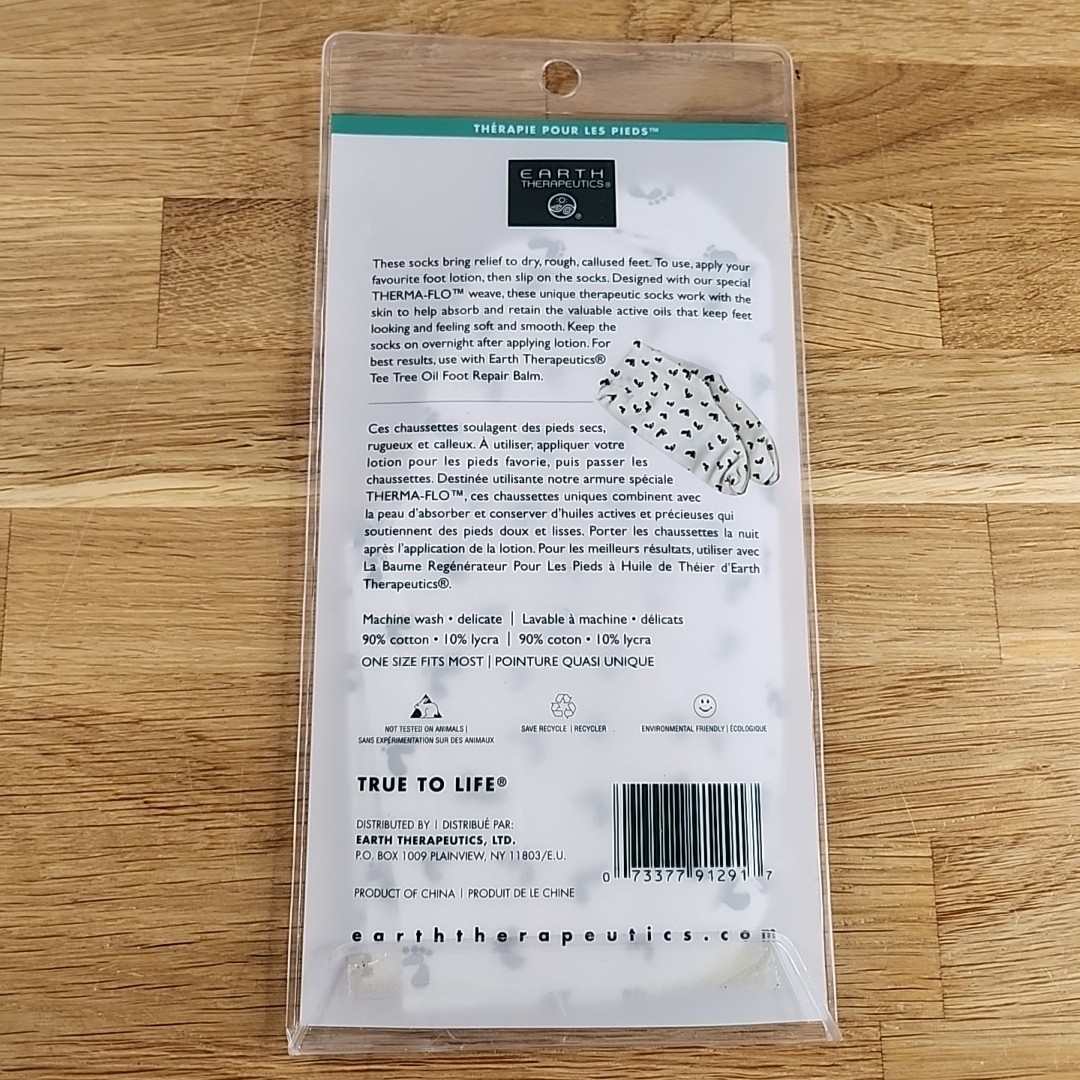 THÉRAPIE POUR LES PIEDS™
EARTH
THERAPEUTICS®
These socks bring relief to dry, rough, callused feet. To use, apply your
favourite foot lotion, then slip on the socks. Designed with our special
THERMA-FLO™ weave, these unique therapeutic socks work with the
skin to help absorb and retain the valuable active oils that keep feet
looking and feeling soft and smooth. Keep the
socks on overnight after applying lotion. For
best results, use with Earth Therapeutics®
Tee Tree Oil Foot Repair Balm.
Ces chaussettes soulagent des pieds secs,
rugueux et calleux. À utiliser, appliquer votre
lotion pour les pieds favorie, puis passer les
chaussettes. Destinée utilisante notre armure spéciale
THERMA-FLO™, ces chaussettes uniques combinent avec
la peau d'absorber et conserver d'huiles actives et précieuses qui
soutiennent des pieds doux et lisses. Porter les chaussettes la nuit
après l'application de la lotion. Pour les meilleurs résultats, utiliser avec
La Baume Regénérateur Pour Les Pieds à Huile de Théier d'Earth
Therapeutics®.
Machine wash • delicate | Lavable à machine • délicats
90% cotton • 10% lycra | 90% coton • 10% lycra
ONE SIZE FITS MOST | POINTURE QUASI UNIQUE
NOT TESTED ON ANIMALS |
SANS EXPÉRIMENTATION SUR DES ANIMAUX
SAVE RECYCLE | RECYCLER
ENVIRONMENTAL FRIENDLY | ÉCOLOGIQUE
TRUE TO LIFE®
DISTRIBUTED BY | DISTRIBUÉ PAR:
EARTH THERAPEUTICS, LTD.
P.O. BOX 1009 PLAINVIEW, NY 11803/E.U.
PRODUCT OF CHINA | PRODUIT DE LE CHINE
0 73377 91291 7
earththerapeutics.com